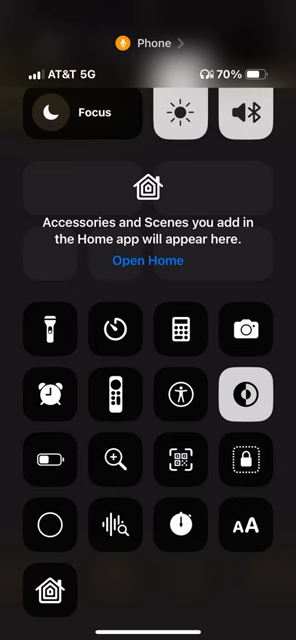 Phone
AT&T 5G
70%
Focus
Accessories and Scenes you add in
the Home app will appear here.
Open Home
AA